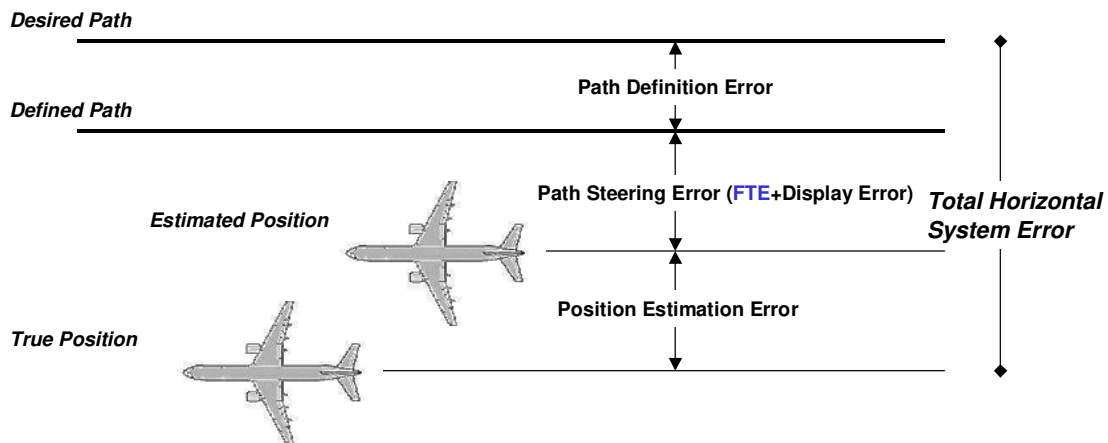 Desired Path
Path Definition Error
Defined Path
Path Steering Error (FTE+Display Error)
Total Horizontal
System Error
Estimated Position
Position Estimation Error
True Position